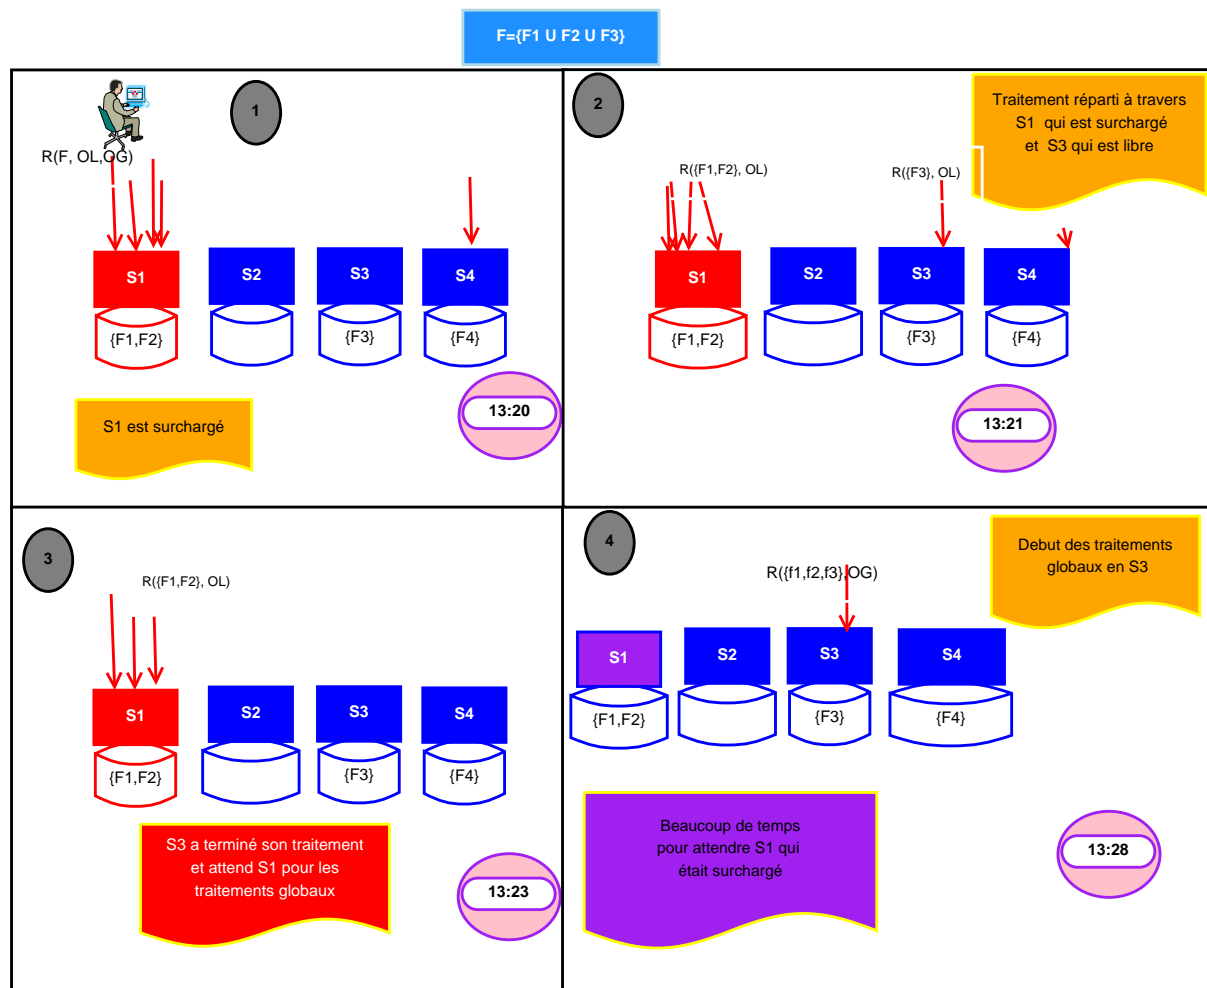 F={F1 U F2 U F3}
1
R(F, OL,OG)
S1
S2
S3
S4
{F1,F2}
{F3}
{F4}
S1 est surchargé
13:20
2
Traitement réparti à travers
S1 qui est surchargé
et S3 qui est libre
R({F1,F2}, OL)
R({F3}, OL)
S1
S2
S3
S4
{F1,F2}
{F3}
{F4}
13:21
3
R({F1,F2}, OL)
S1
S2
S3
S4
{F1,F2}
{F3}
{F4}
S3 a terminé son traitement
et attend S1 pour les
traitements globaux
13:23
4
Debut des traitements
globaux en S3
R({f1,f2,f3},OG)
S1
S2
S3
S4
{F1,F2}
{F3}
{F4}
Beaucoup de temps
pour attendre S1 qui
était surchargé
13:28